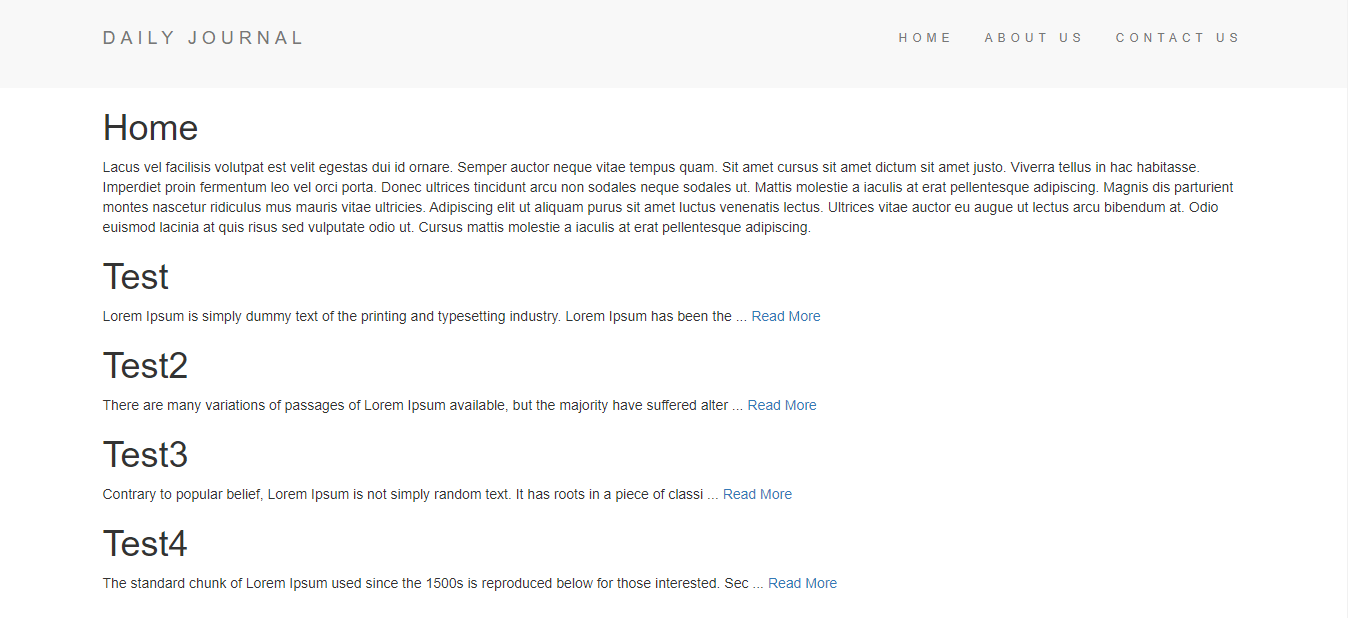 DAILY JOURNAL
HOME ABOUT US CONTACT US
Home
Lacus vel facilisis volutpat est velit egestas dui id ornare. Semper auctor neque vitae tempus quam. Sit amet cursus sit amet dictum sit amet justo. Viverra tellus in hac habitasse.
Imperdiet proin fermentum leo vel orci porta. Donec ultrices tincidunt arcu non sodales neque sodales ut. Mattis molestie a iaculis at erat pellentesque adipiscing. Magnis dis parturient
montes nascetur ridiculus mus mauris vitae ultricies. Adipiscing elit ut aliquam purus sit amet luctus venenatis lectus. Ultrices vitae auctor eu augue ut lectus arcu bibendum at. Odio
euismod lacinia at quis risus sed vulputate odio ut. Cursus mattis molestie a iaculis at erat pellentesque adipiscing.
Test
Lorem Ipsum is simply dummy text of the printing and typesetting industry. Lorem Ipsum has been the ... Read More
Test2
There are many variations of passages of Lorem Ipsum available, but the majority have suffered alter ... Read More
Test3
Contrary to popular belief, Lorem Ipsum is not simply random text. It has roots in a piece of classi ... Read More
Test4
The standard chunk of Lorem Ipsum used since the 1500s is reproduced below for those interested. Sec ... Read More